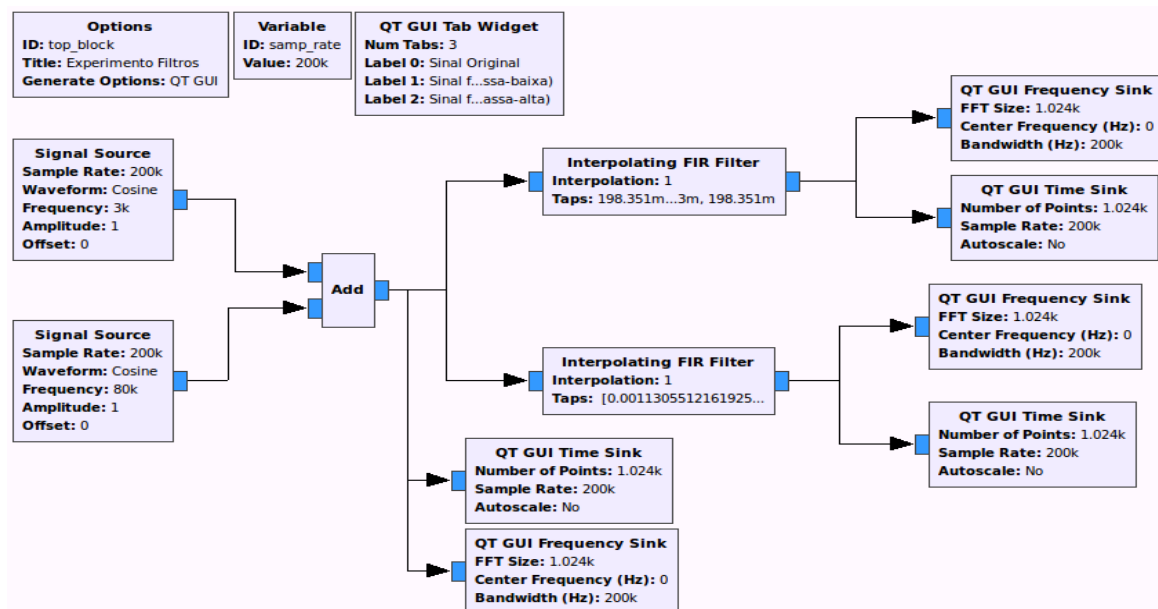 Options
ID: top_block
Title: Experimento Filtros
Generate Options: QT GUI
Variable
ID: samp_rate
Value: 200k
QT GUI Tab Widget
Num Tabs: 3
Label 0: Sinal Original
Label 1: Sinal f...ssa-baixa)
Label 2: Sinal f...assa-alta)
Signal Source
Sample Rate: 200k
Waveform: Cosine
Frequency: 3k
Amplitude: 1
Offset: 0
Signal Source
Sample Rate: 200k
Waveform: Cosine
Frequency: 80k
Amplitude: 1
Offset: 0
Add
Interpolating FIR Filter
Interpolation: 1
Taps: 198.351m...3m, 198.351m
Interpolating FIR Filter
Interpolation: 1
Taps: [0.0011305512161925...
QT GUI Time Sink
Number of Points: 1.024k
Sample Rate: 200k
Autoscale: No
QT GUI Frequency Sink
FFT Size: 1.024k
Center Frequency (Hz): 0
Bandwidth (Hz): 200k
QT GUI Frequency Sink
FFT Size: 1.024k
Center Frequency (Hz): 0
Bandwidth (Hz): 200k
QT GUI Time Sink
Number of Points: 1.024k
Sample Rate: 200k
Autoscale: No
QT GUI Frequency Sink
FFT Size: 1.024k
Center Frequency (Hz): 0
Bandwidth (Hz): 200k
QT GUI Time Sink
Number of Points: 1.024k
Sample Rate: 200k
Autoscale: No